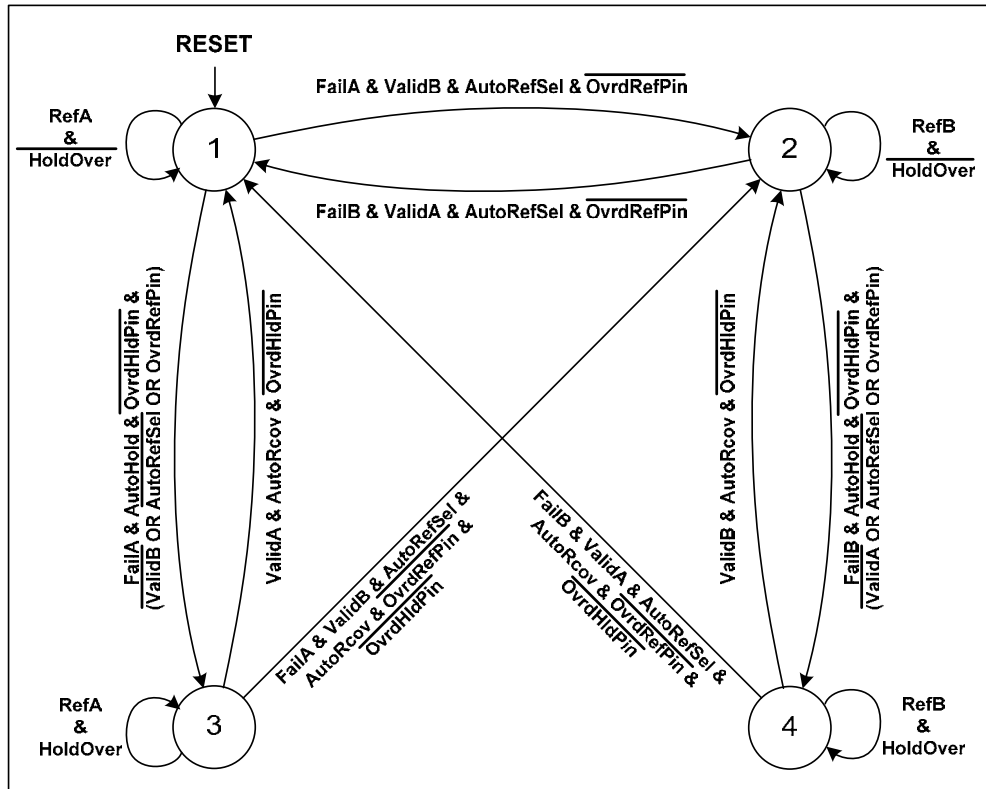 RESET
FailA & ValidB & AutoRefSel & OvrdRefPin
RefA
&
HoldOver
1
2
RefB
&
HoldOver
FailB & ValidA & AutoRefSel & OvrdRefPin
FailA & AutoHold & OvrdHldPin &
(ValidB OR AutoRefSel OR OvrdRefPin)
ValidA & AutoRcov & OvrdHldPin
ValidB & AutoRcov & OvrdHldPin
FailB & AutoHold & OvrdHldPin &
(ValidA OR AutoRefSel OR OvrdRefPin)
FailA & ValidB & AutoRefSel &
AutoRcov & OvrdRefPin &
OvrdHldPin
FailB & ValidA & AutoRefSel &
AutoRcov & OvrdRefPin &
OvrdHldPin
RefA
&
HoldOver
3
4
RefB
&
HoldOver